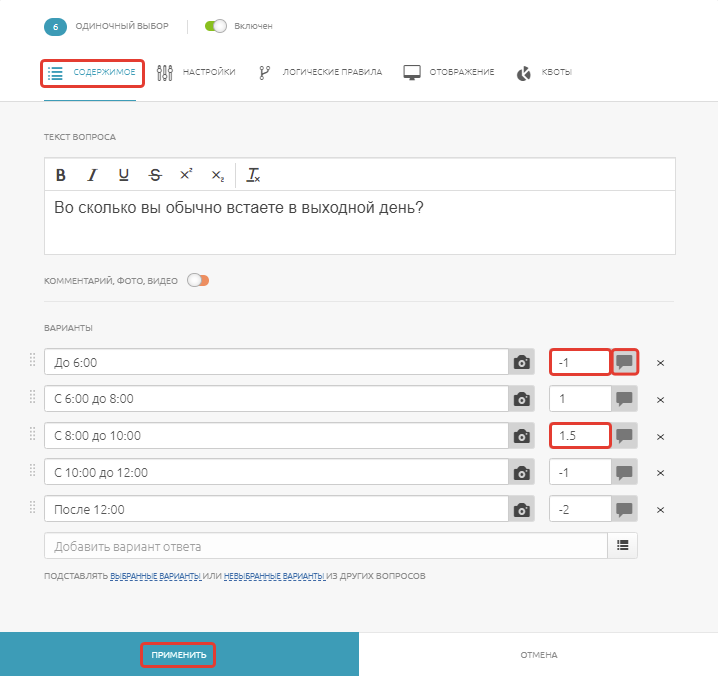 6 ОДИНОЧНЫЙ ВЫБОР Включен
СОДЕРЖИМОЕ НАСТРОЙКИ ЛОГИЧЕСКИЕ ПРАВИЛА ОТОБРАЖЕНИЕ КВОТЫ
ТЕКСТ ВОПРОСА
B I U S x² x₂ Tx
Во сколько вы обычно встаете в выходной день?
КОММЕНТАРИЙ, ФОТО, ВИДЕО
ВАРИАНТЫ
До 6:00 -1 ×
С 6:00 до 8:00 1 ×
С 8:00 до 10:00 1.5 ×
С 10:00 до 12:00 -1 ×
После 12:00 -2 ×
Добавить вариант ответа
ПОДСТАВЛЯТЬ ВЫБРАННЫЕ ВАРИАНТЫ ИЛИ НЕВЫБРАННЫЕ ВАРИАНТЫ ИЗ ДРУГИХ ВОПРОСОВ
ПРИМЕНИТЬ ОТМЕНА